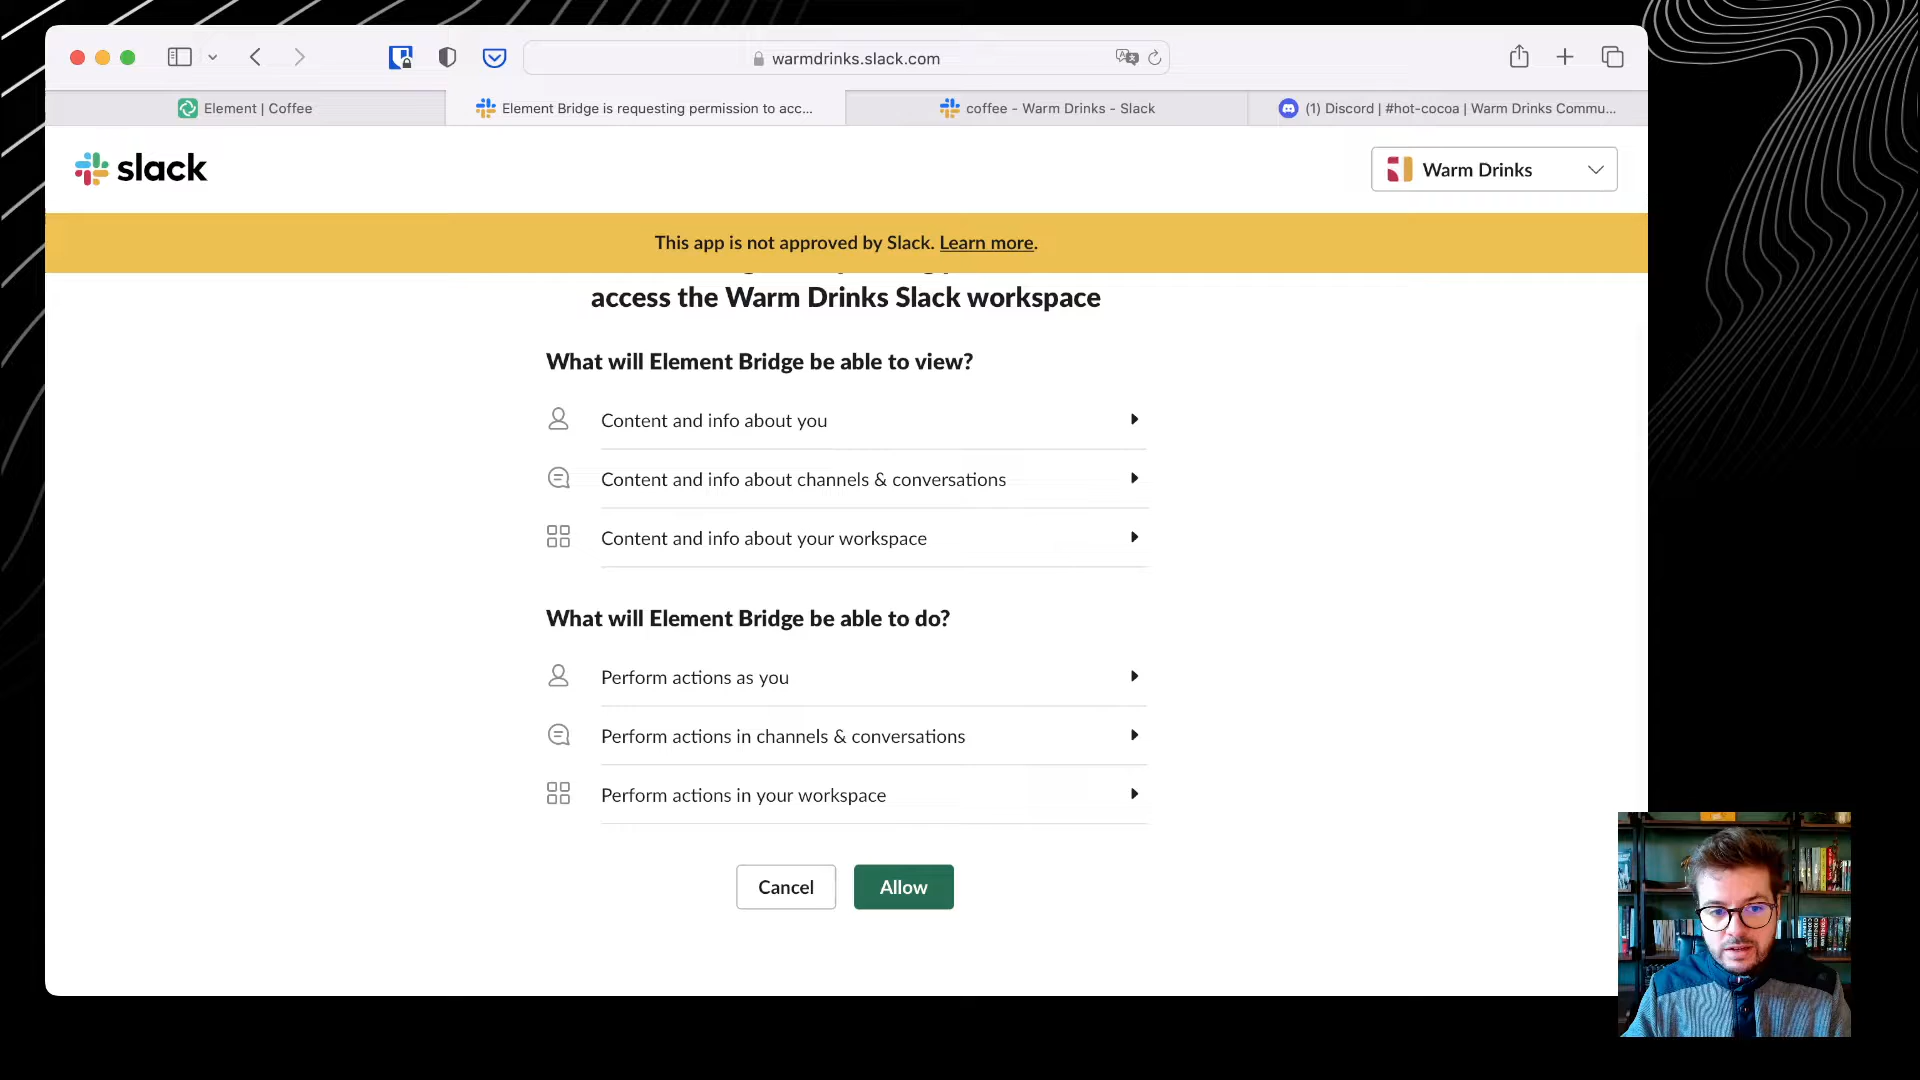 warmdrinks.slack.com
Element | Coffee
Element Bridge is requesting permission to acc...
coffee - Warm Drinks - Slack
(1) Discord | #hot-cocoa | Warm Drinks Commu...
slack
Warm Drinks
This app is not approved by Slack. Learn more.
access the Warm Drinks Slack workspace
What will Element Bridge be able to view?
Content and info about you
Content and info about channels & conversations
Content and info about your workspace
What will Element Bridge be able to do?
Perform actions as you
Perform actions in channels & conversations
Perform actions in your workspace
Cancel
Allow